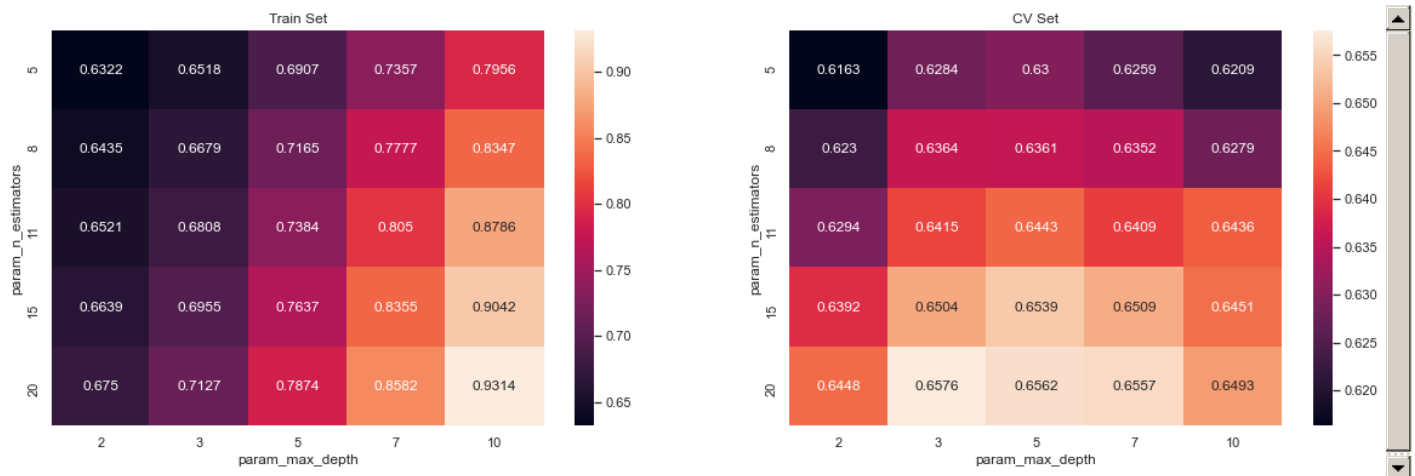 Train Set
5 0.6322 0.6518 0.6907 0.7357 0.7956
8 0.6435 0.6679 0.7165 0.7777 0.8347
11 0.6521 0.6808 0.7384 0.805 0.8786
15 0.6639 0.6955 0.7637 0.8355 0.9042
20 0.675 0.7127 0.7874 0.8582 0.9314
2 3 5 7 10
param_max_depth
param_n_estimators
0.90
0.85
0.80
0.75
0.70
0.65
CV Set
5 0.6163 0.6284 0.63 0.6259 0.6209
8 0.623 0.6364 0.6361 0.6352 0.6279
11 0.6294 0.6415 0.6443 0.6409 0.6436
15 0.6392 0.6504 0.6539 0.6509 0.6451
20 0.6448 0.6576 0.6562 0.6557 0.6493
2 3 5 7 10
param_max_depth
param_n_estimators
0.655
0.650
0.645
0.640
0.635
0.630
0.625
0.620